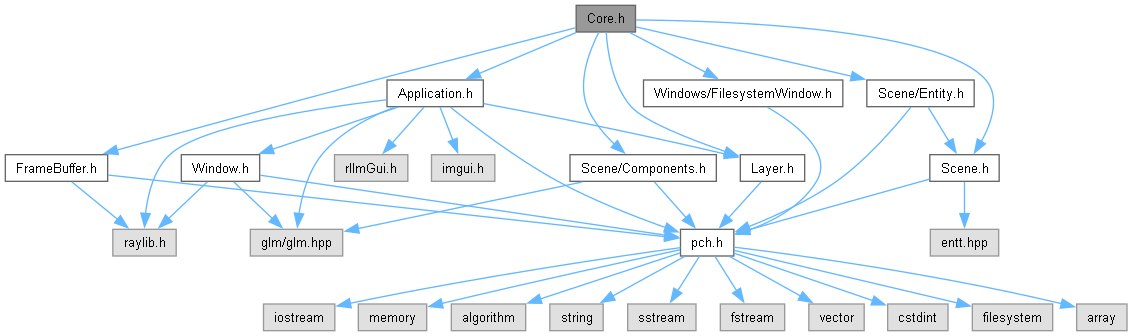 Core.h
Application.h
Windows/FilesystemWindow.h
Scene/Entity.h
FrameBuffer.h
Window.h
rlImGui.h
imgui.h
Scene/Components.h
Layer.h
Scene.h
raylib.h
glm/glm.hpp
pch.h
entt.hpp
iostream
memory
algorithm
string
sstream
fstream
vector
cstdint
filesystem
array